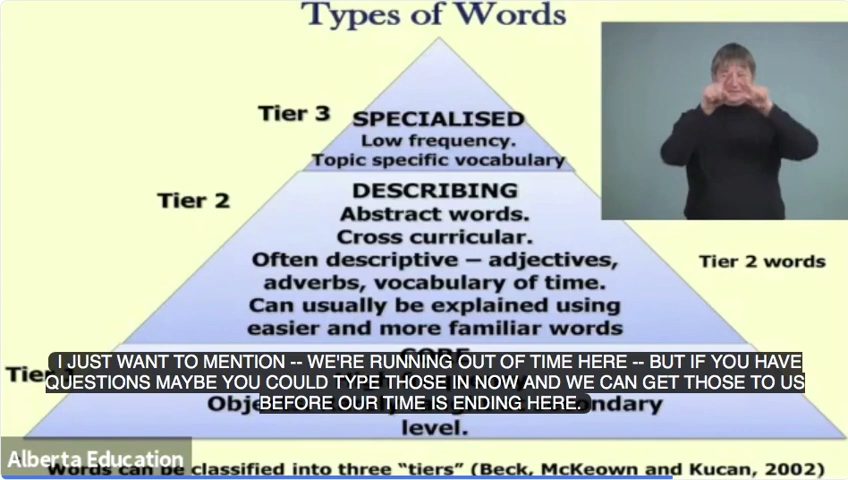 Types of Words
Tier 3
SPECIALISED
Low frequency.
Topic specific vocabulary
Tier 2
DESCRIBING
Abstract words.
Cross curricular.
Often descriptive – adjectives,
adverbs, vocabulary of time.
Can usually be explained using
easier and more familiar words
Tier 2 words
I JUST WANT TO MENTION -- WE'RE RUNNING OUT OF TIME HERE -- BUT IF YOU HAVE
QUESTIONS MAYBE YOU COULD TYPE THOSE IN NOW AND WE CAN GET THOSE TO US
BEFORE OUR TIME IS ENDING HERE.
level.
Alberta Education
Words can be classified into three “tiers” (Beck, McKeown and Kucan, 2002)